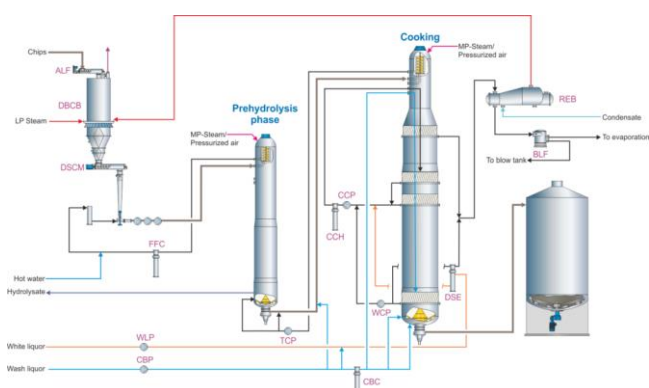 Cooking
Chips
ALF
MP-Steam/
Pressurized air
DBCB
REB
Prehydrolysis
phase
LP Steam
Condensate
MP-Steam/
Pressurized air
To evaporation
BLF
To blow tank
DSCM
CCP
CCH
FFC
Hot water
DSE
Hydrolysate
WCP
TCP
WLP
White liquor
CBP
Wash liquor
CBC